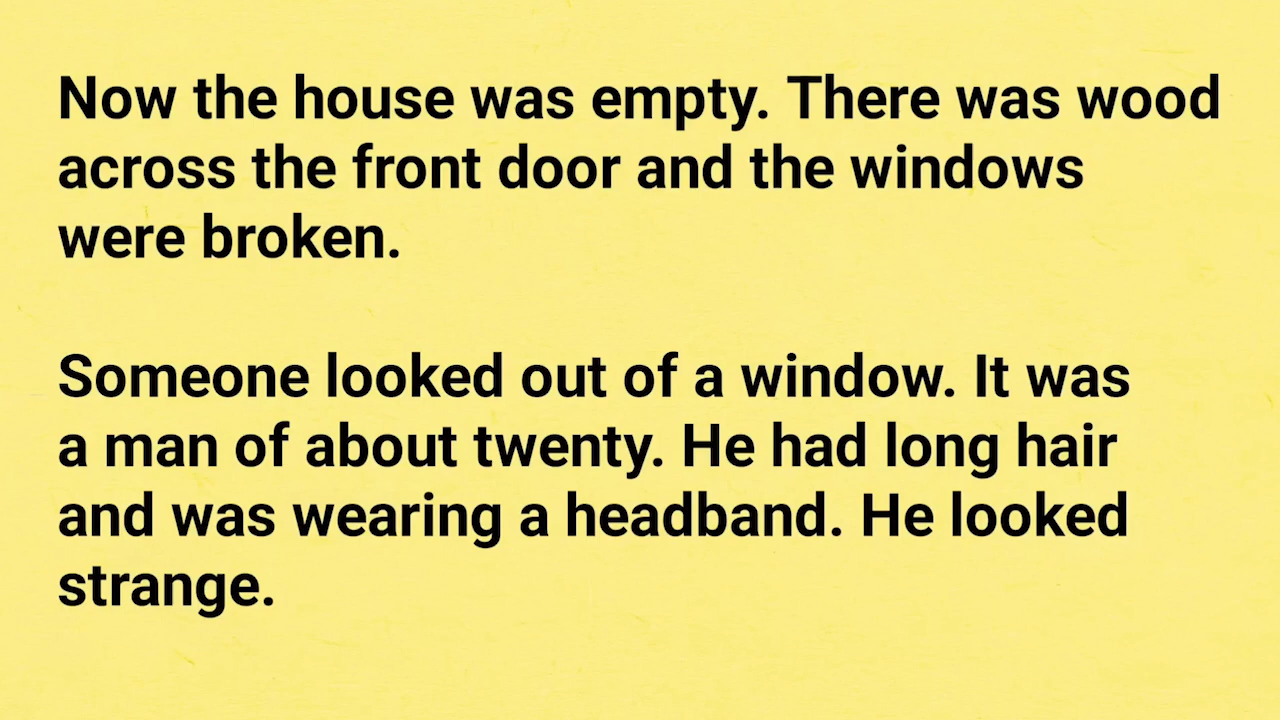 Now the house was empty. There was wood
across the front door and the windows
were broken.
Someone looked out of a window. It was
a man of about twenty. He had long hair
and was wearing a headband. He looked
strange.